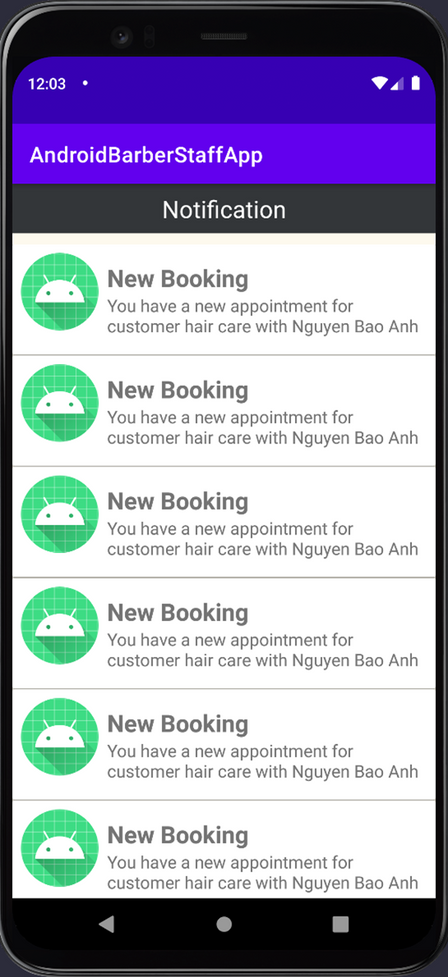 12:03
AndroidBarberStaffApp
Notification
New Booking
You have a new appointment for
customer hair care with Nguyen Bao Anh
New Booking
You have a new appointment for
customer hair care with Nguyen Bao Anh
New Booking
You have a new appointment for
customer hair care with Nguyen Bao Anh
New Booking
You have a new appointment for
customer hair care with Nguyen Bao Anh
New Booking
You have a new appointment for
customer hair care with Nguyen Bao Anh
New Booking
You have a new appointment for
customer hair care with Nguyen Bao Anh